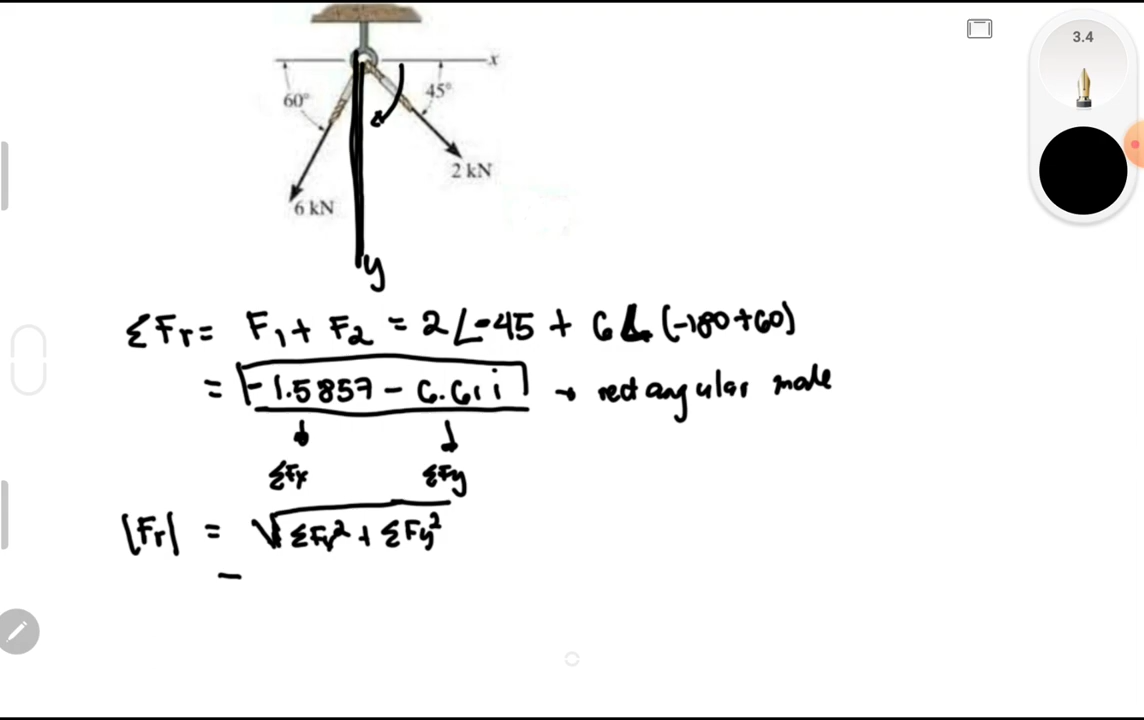 3.4
x
60°
45°
2 kN
6 kN
y
ΣFr = F₁ + F₂ = 2∠-45 + 6∠(-180+60)
= -1.5857 - 6.61i → rectangular mode
ΣFx ΣFy
|Fr| = √ΣFx² + ΣFy²